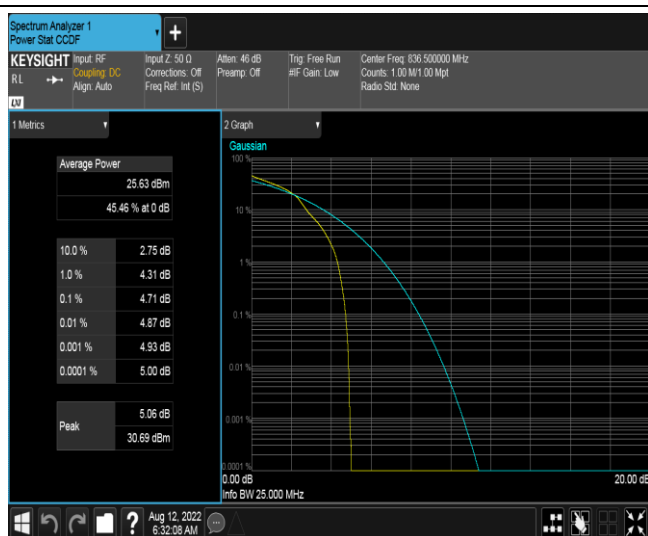 Spectrum Analyzer 1
Power Stat CCDF
KEYSIGHT
RL
LXI
Input: RF
Coupling: DC
Align: Auto
Input Z: 50 Ω
Corrections: Off
Freq Ref: Int (S)
Atten: 46 dB
Preamp: Off
Trig: Free Run
#IF Gain: Low
Center Freq: 836.500000 MHz
Counts: 1.00 M/1.00 Mpt
Radio Std: None
1 Metrics
Average Power
25.63 dBm
45.46 % at 0 dB
10.0 % 2.75 dB
1.0 % 4.31 dB
0.1 % 4.71 dB
0.01 % 4.87 dB
0.001 % 4.93 dB
0.0001 % 5.00 dB
Peak
5.06 dB
30.69 dBm
2 Graph
Gaussian
100 %
10 %
1 %
0.1 %
0.01 %
0.001 %
0.0001 %
0.00 dB 20.00 dB
Info BW 25.000 MHz
?
Aug 12, 2022
6:32:08 AM